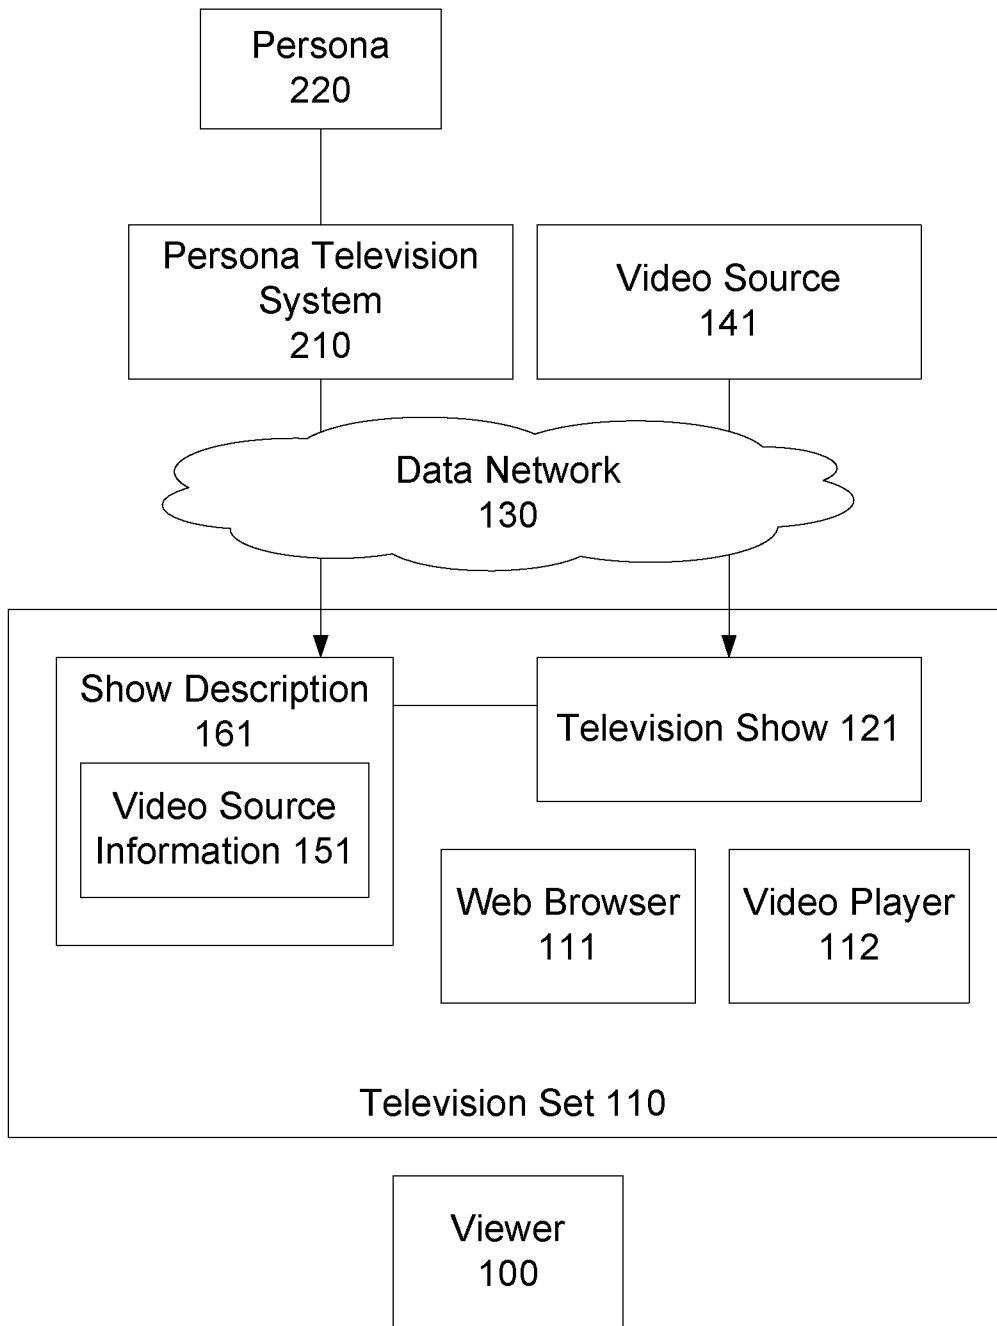 Persona
220
Persona Television
System
210
Video Source
141
Data Network
130
Show Description
161
Video Source
Information 151
Television Show 121
Web Browser
111
Video Player
112
Television Set 110
Viewer
100